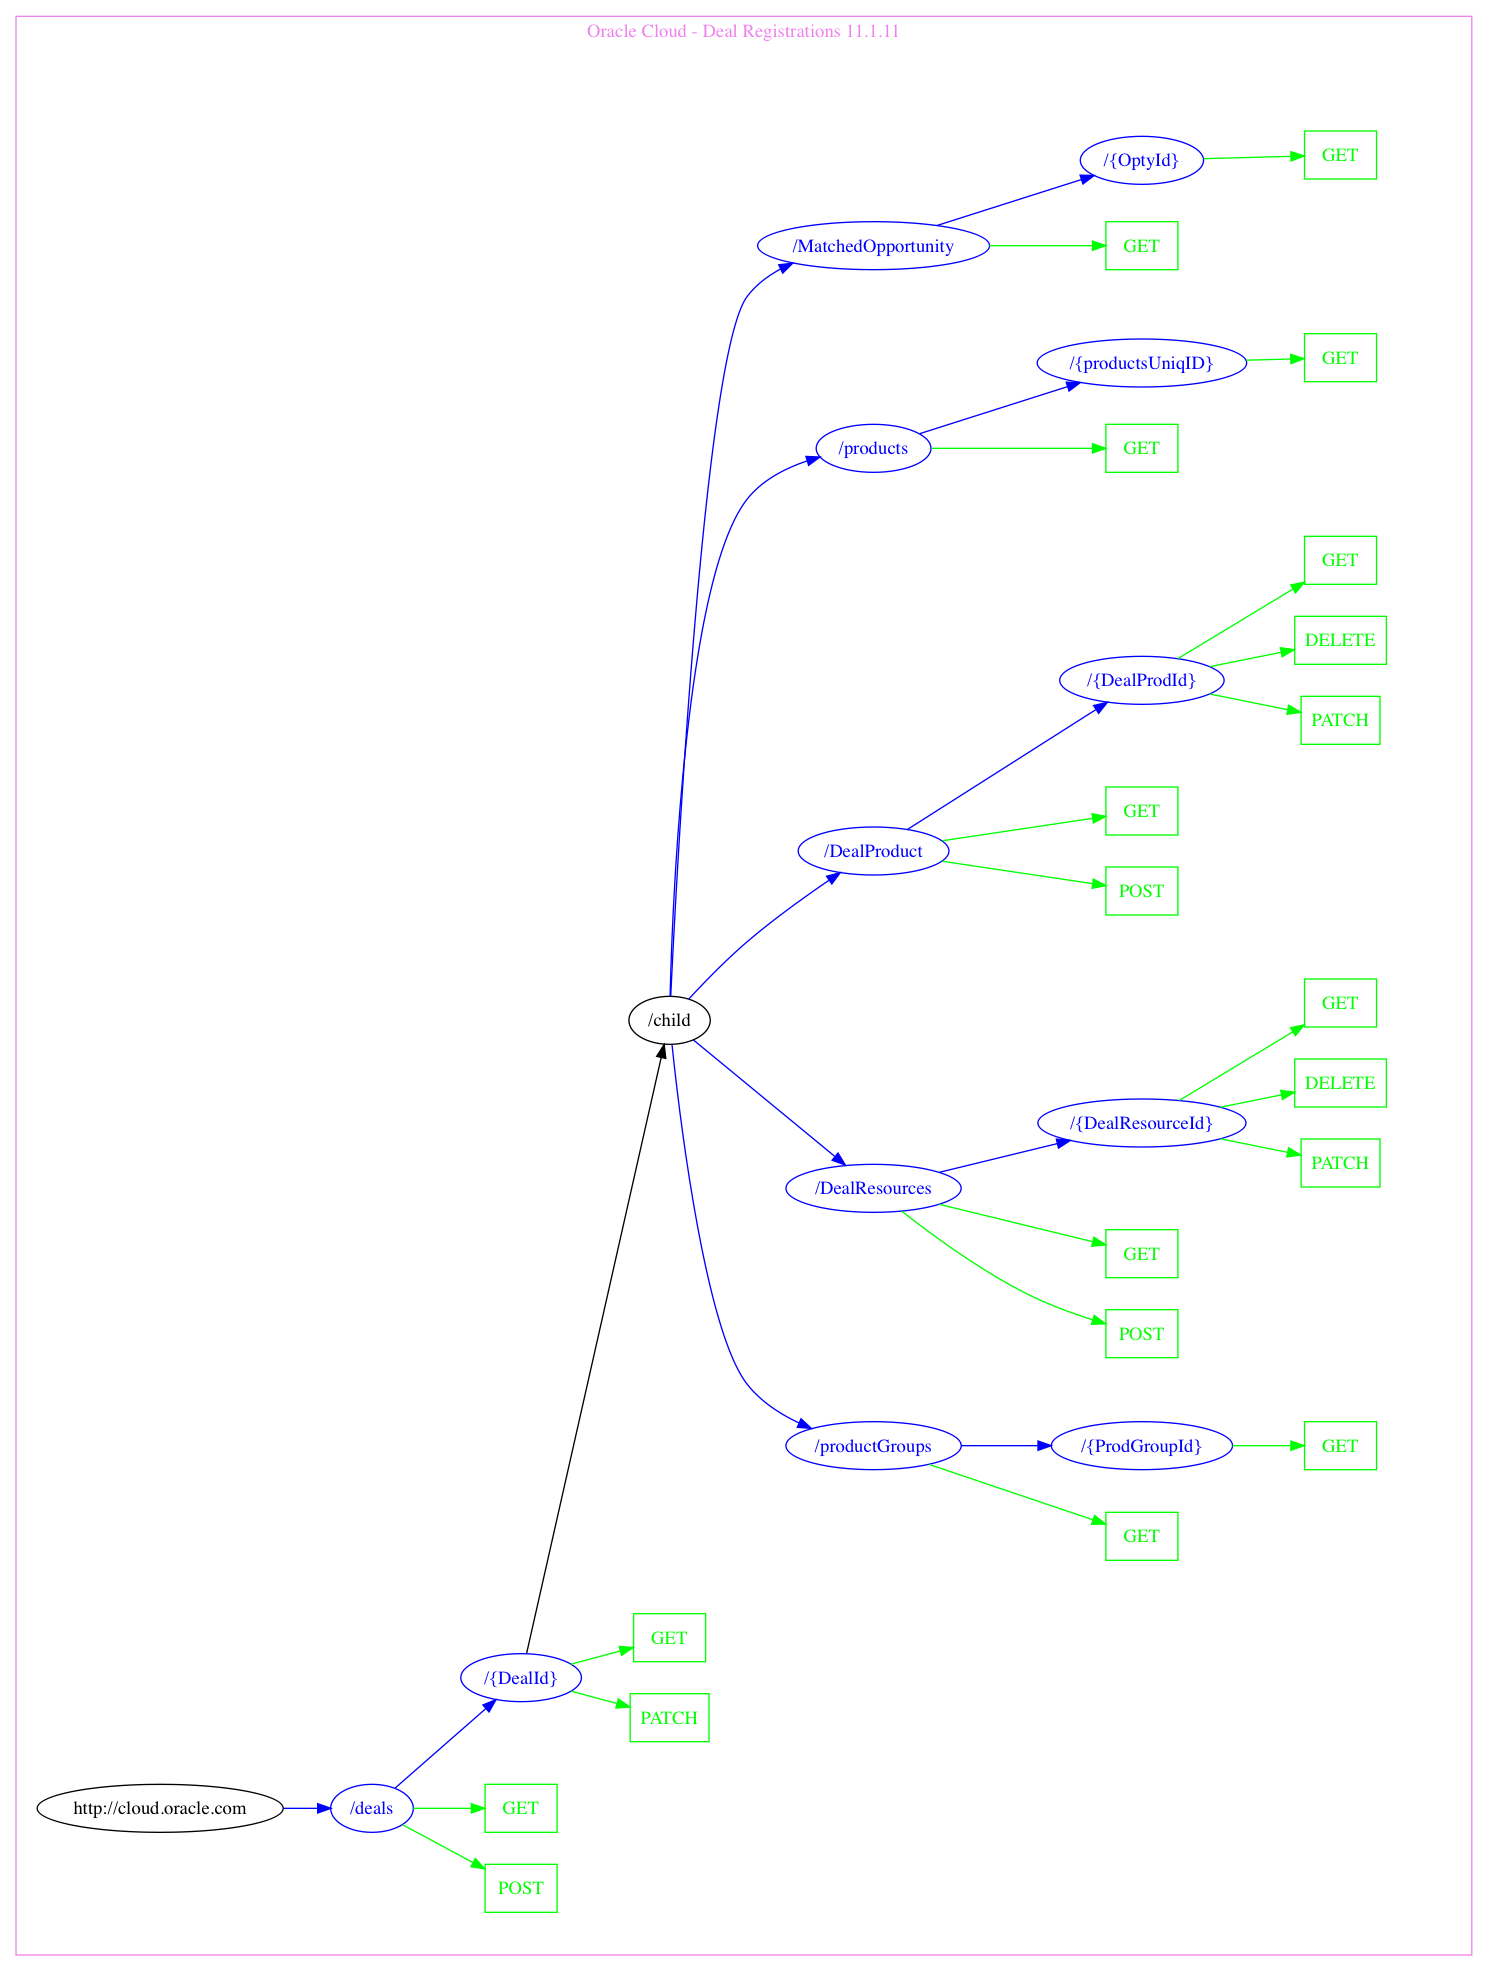 Oracle Cloud - Deal Registrations 11.1.11
/{OptyId}
GET
/MatchedOpportunity
GET
/{productsUniqID}
GET
/products
GET
GET
DELETE
/{DealProdId}
PATCH
GET
/DealProduct
POST
GET
/child
DELETE
/{DealResourceId}
PATCH
/DealResources
GET
POST
/productGroups
/{ProdGroupId}
GET
GET
GET
/{DealId}
PATCH
http://cloud.oracle.com
/deals
GET
POST